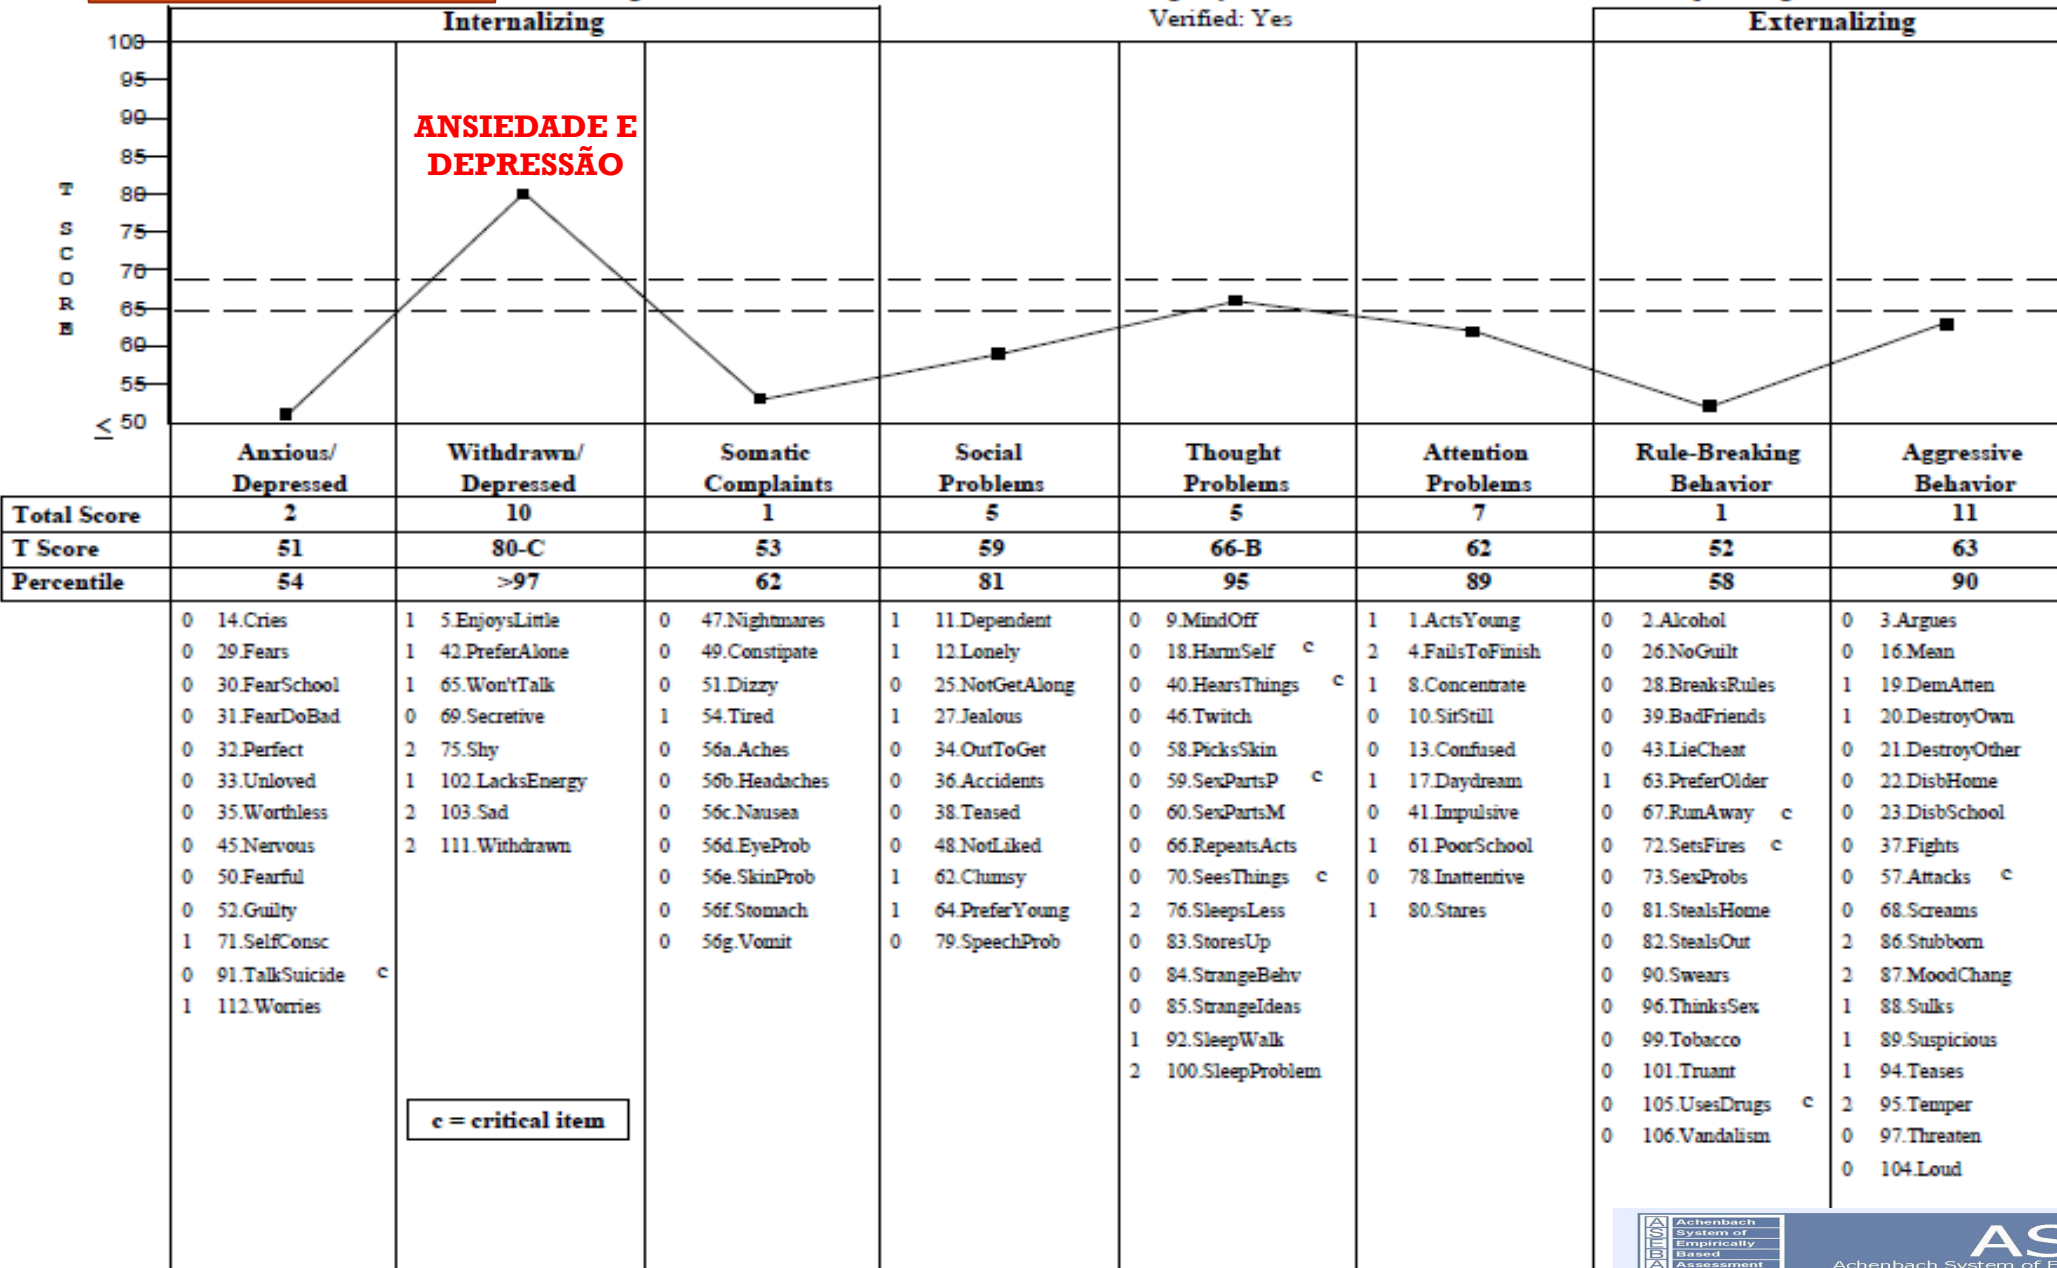 Internalizing
Verified: Yes
Externalizing
100
95
90
85
80
75
70
65
60
55
≤ 50
T SCORE
ANSIEDADE E
DEPRESSÃO
Anxious/ Withdrawn/ Somatic Social Thought Attention Rule-Breaking Aggressive
Depressed Depressed Complaints Problems Problems Problems Behavior Behavior
Total Score 2 10 1 5 5 7 1 11
T Score 51 80-C 53 59 66-B 62 52 63
Percentile 54 >97 62 81 95 89 58 90
0 14.Cries 1 5.EnjoysLittle 0 47.Nightmares 1 11.Dependent 0 9.MindOff 1 1.ActsYoung 0 2.Alcohol 0 3.Argues
0 29.Fears 1 42.PreferAlone 0 49.Constipate 1 12.Lonely 0 18.HarmSelf c 2 4.FailsToFinish 0 26.NoGuilt 0 16.Mean
0 30.FearSchool 1 65.Won'tTalk 0 51.Dizzy 0 25.NotGetAlong 0 40.HearsThings c 1 8.Concentrate 0 28.BreaksRules 1 19.DemAtten
0 31.FearDoBad 0 69.Secretive 1 54.Tired 1 27.Jealous 0 46.Twitch 0 10.SitStill 0 39.BadFriends 1 20.DestroyOwn
0 32.Perfect 2 75.Shy 0 56a.Aches 0 34.OutToGet 0 58.PicksSkin 0 13.Confused 0 43.LieCheat 0 21.DestroyOther
0 33.Unloved 1 102.LacksEnergy 0 56b.Headaches 0 36.Accidents 0 59.SexPartsP c 1 17.Daydream 1 63.PreferOlder 0 22.DisbHome
0 35.Worthless 2 103.Sad 0 56c.Nausea 0 38.Teased 0 60.SexPartsM 0 41.Impulsive 0 67.RunAway c 0 23.DisbSchool
0 45.Nervous 2 111.Withdrawn 0 56d.EyeProb 0 48.NotLiked 0 66.RepeatsActs 1 61.PoorSchool 0 72.SetsFires c 0 37.Fights
0 50.Fearful 0 56e.SkinProb 1 62.Clumsy 0 70.SeesThings c 0 78.Inattentive 0 73.SexProbs 0 57.Attacks c
0 52.Guilty 0 56f.Stomach 1 64.PreferYoung 2 76.SleepsLess 1 80.Stares 0 81.StealsHome 0 68.Screams
1 71.SelfConsc 0 56g.Vomit 0 79.SpeechProb 0 83.StoresUp 0 82.StealsOut 2 86.Stubborn
0 91.TalkSuicide c 0 84.StrangeBehv 0 90.Swears 2 87.MoodChang
1 112.Worries 0 85.StrangeIdeas 0 96.ThinksSex 1 88.Sulks
1 92.SleepWalk 0 99.Tobacco 1 89.Suspicious
2 100.SleepProblem 0 101.Truant 1 94.Teases
0 105.UsesDrugs c 2 95.Temper
0 106.Vandalism 0 97.Threaten
0 104.Loud
c = critical item
A Achenbach
S System of
E Empirically
B Based
A Assessment
AS
Achenbach System of E